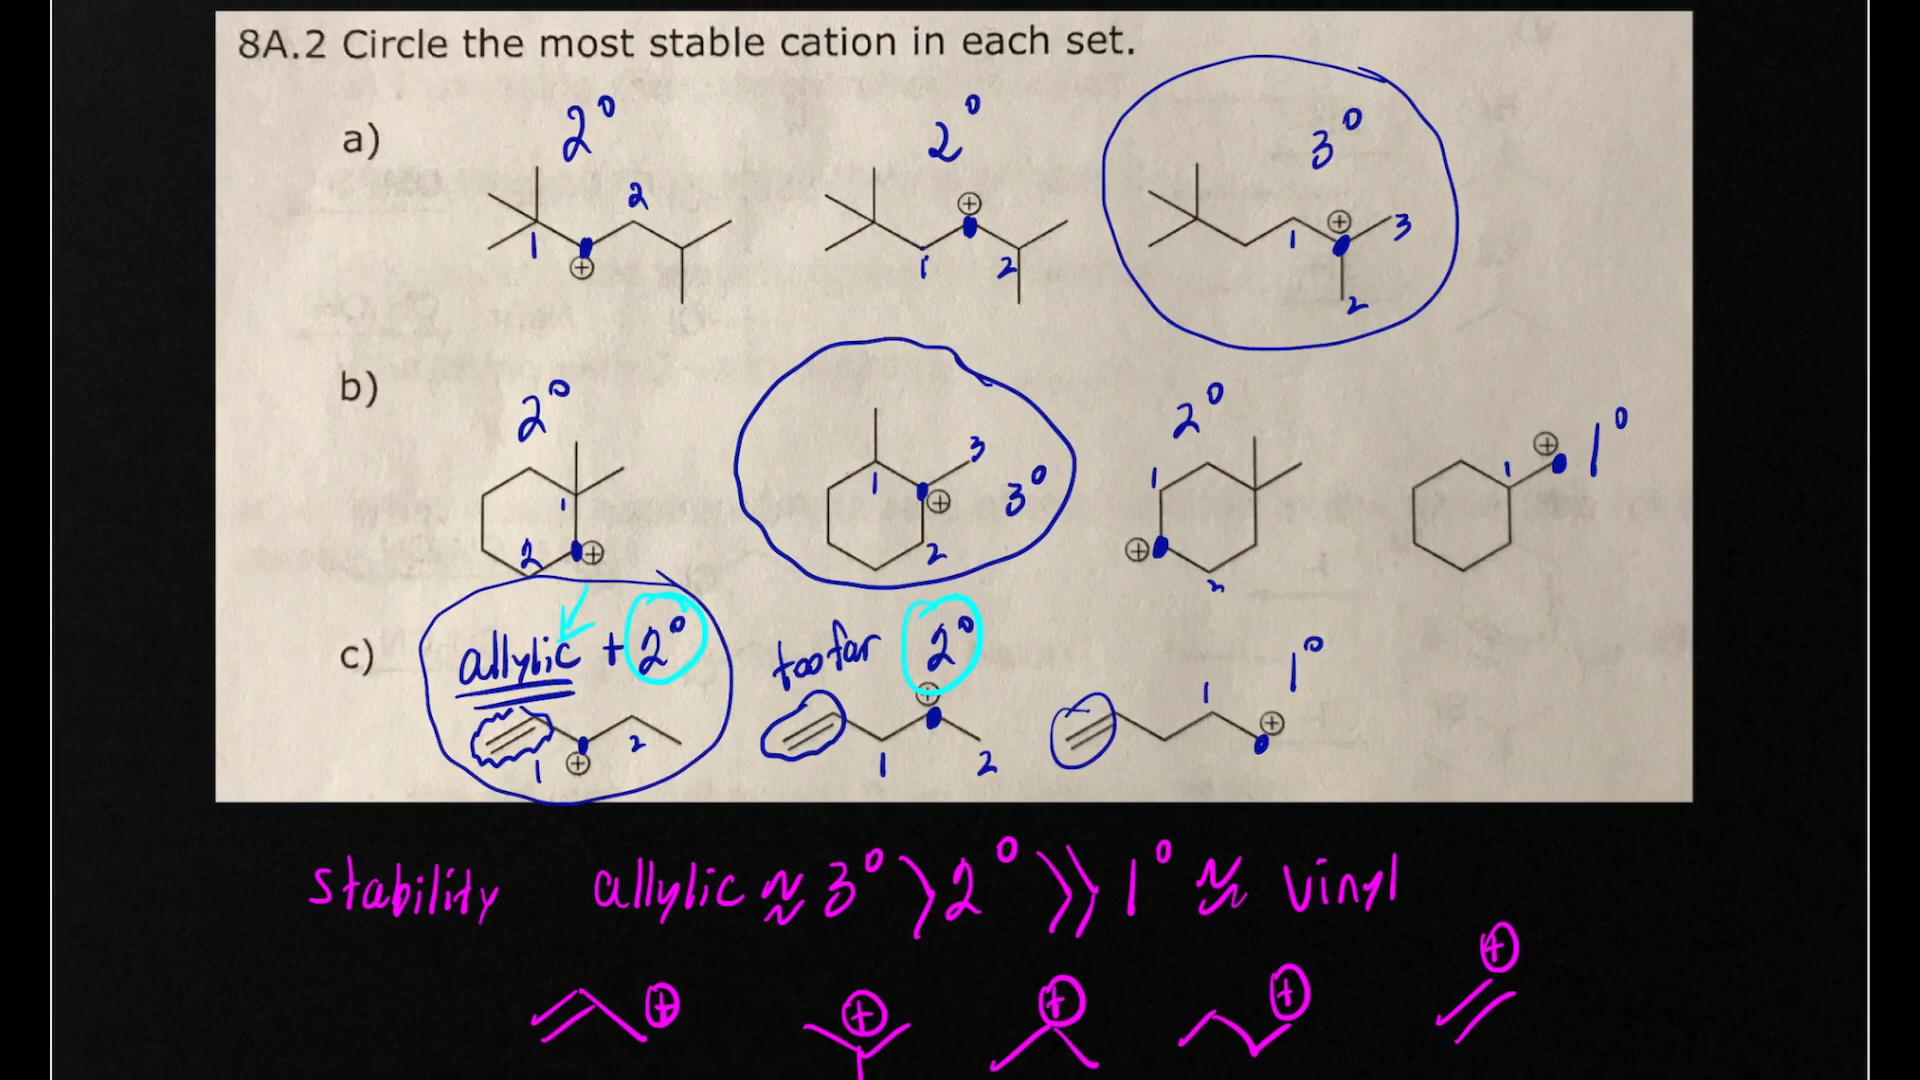 8A.2 Circle the most stable cation in each set.
a) 2° 2° 3°
1 2 ⊕ 1 2 ⊕ 1 2 3 ⊕
b) 2° 3° 2° 1°
1 2 ⊕ 1 2 3 ⊕ 1 2 ⊕ 1 ⊕
c) allylic + 2° too far 2° 1°
1 2 ⊕ 1 2 ⊕ 1 ⊕
Stability allylic ≈ 3° > 2° >> 1° ≈ vinyl
⊕ ⊕ ⊕ ⊕ ⊕